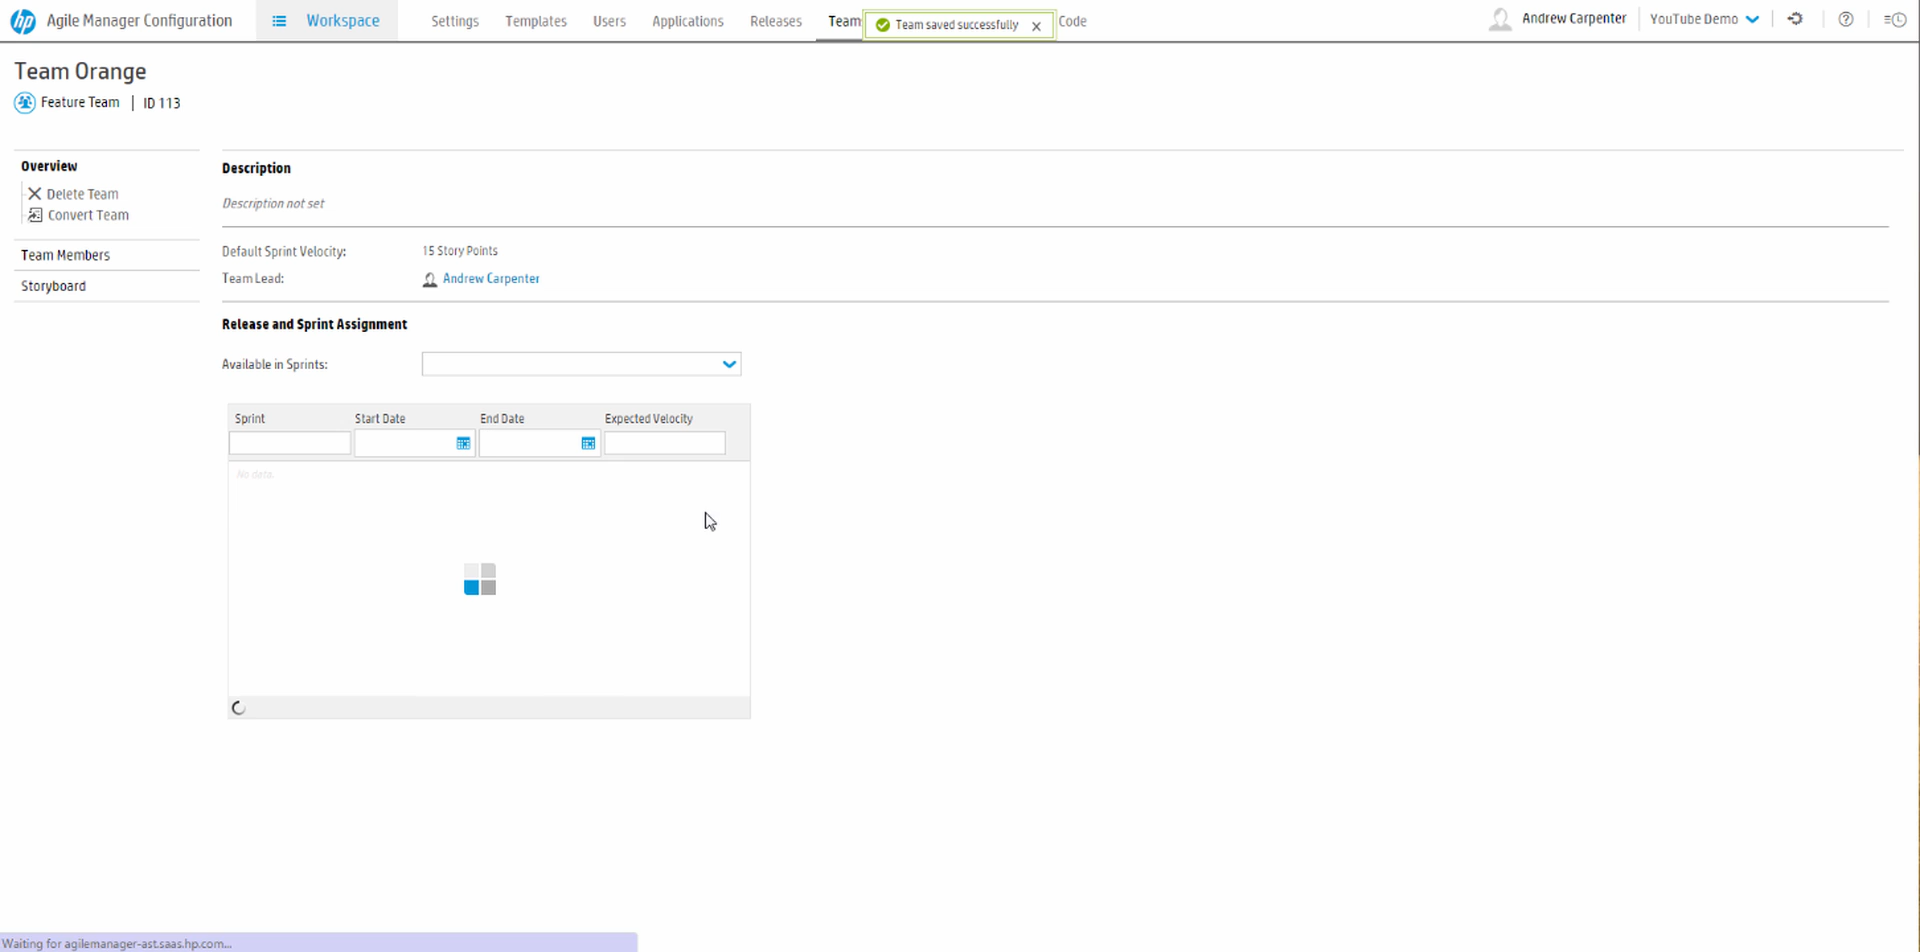 hp Agile Manager Configuration Workspace Settings Templates Users Applications Releases Team Team saved successfully Code Andrew Carpenter YouTube Demo
Team Orange
Feature Team | ID 113
Overview
Delete Team
Convert Team
Team Members
Storyboard
Description
Description not set
Default Sprint Velocity: 15 Story Points
Team Lead: Andrew Carpenter
Release and Sprint Assignment
Available in Sprints:
Sprint Start Date End Date Expected Velocity
No data.
Waiting for agilemanager-ast.saas.hp.com...